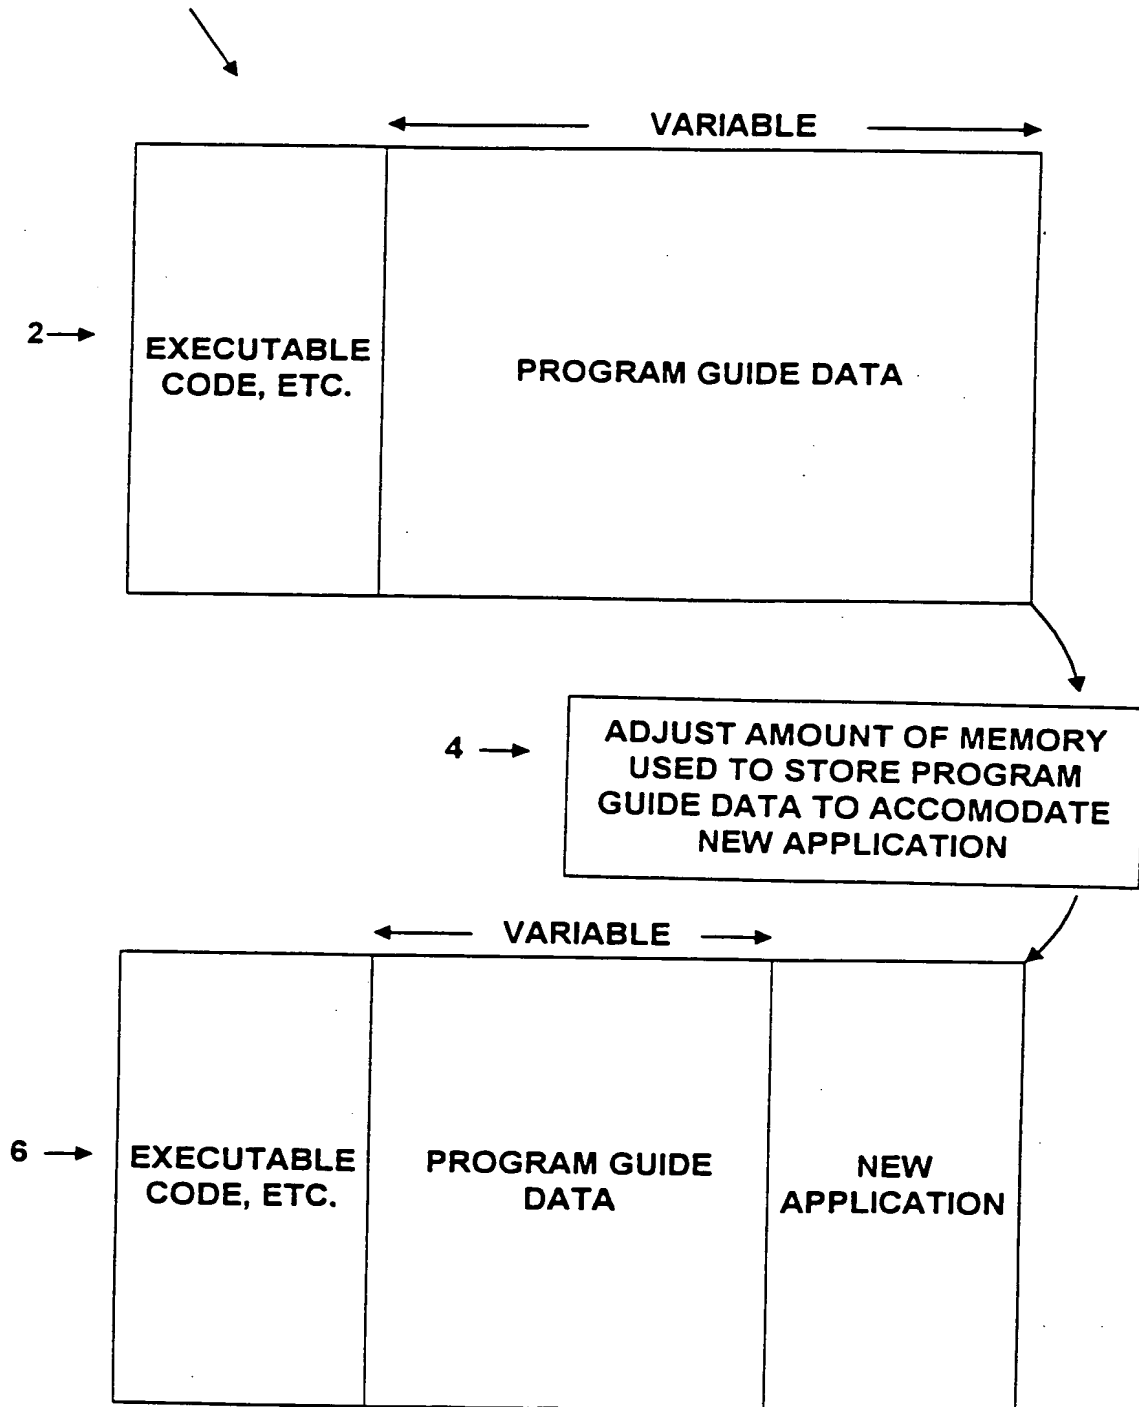 VARIABLE
2
EXECUTABLE
CODE, ETC.
PROGRAM GUIDE DATA
4
ADJUST AMOUNT OF MEMORY
USED TO STORE PROGRAM
GUIDE DATA TO ACCOMODATE
NEW APPLICATION
VARIABLE
6
EXECUTABLE
CODE, ETC.
PROGRAM GUIDE
DATA
NEW
APPLICATION